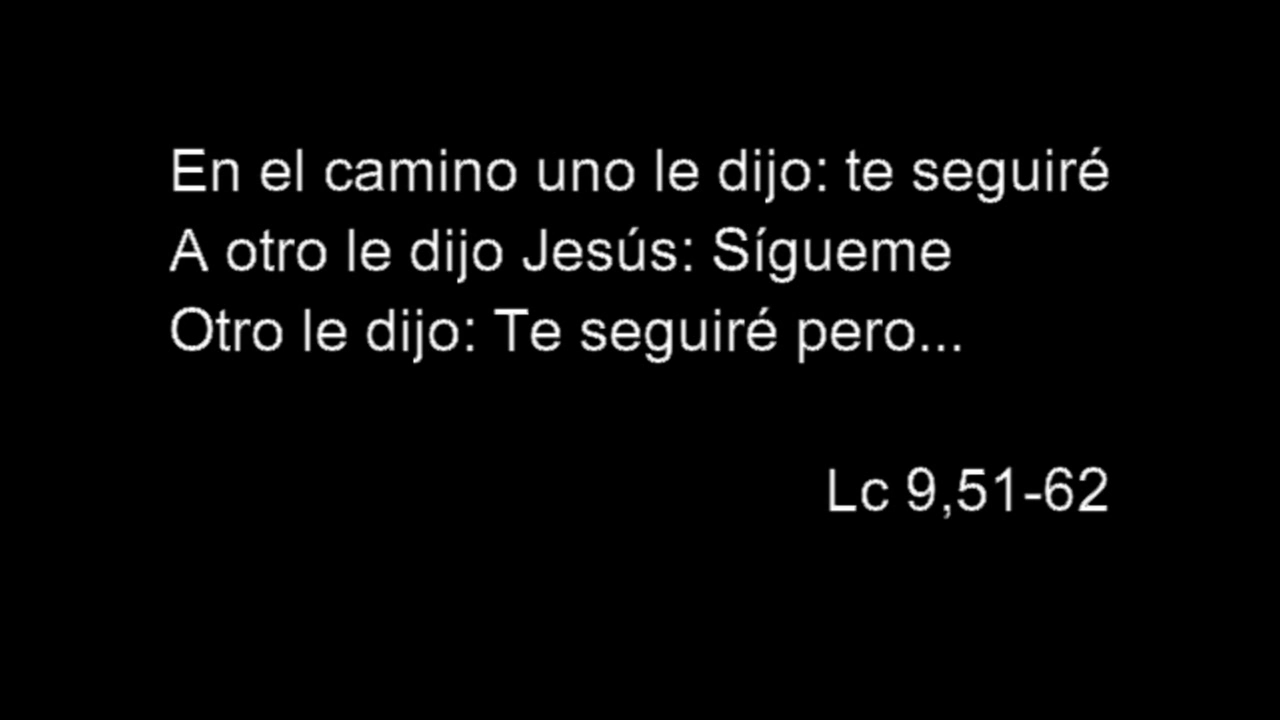 En el camino uno le dijo: te seguiré
A otro le dijo Jesús: Sígueme
Otro le dijo: Te seguiré pero...
Lc 9,51-62